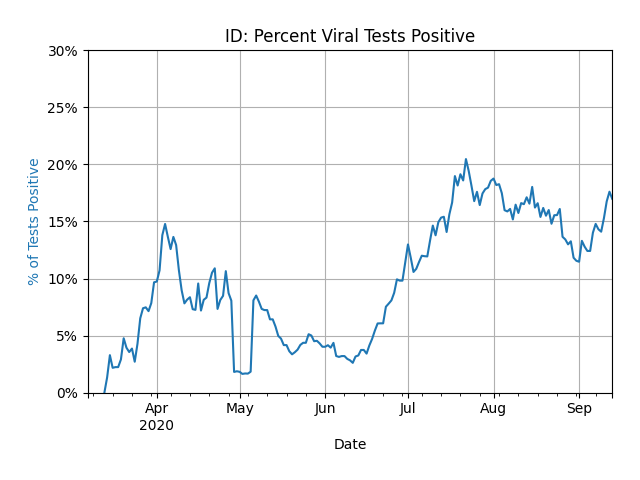 ID: Percent Viral Tests Positive
30%
25%
20%
15%
10%
5%
0%
% of Tests Positive
Apr
2020
May
Jun
Jul
Aug
Sep
Date